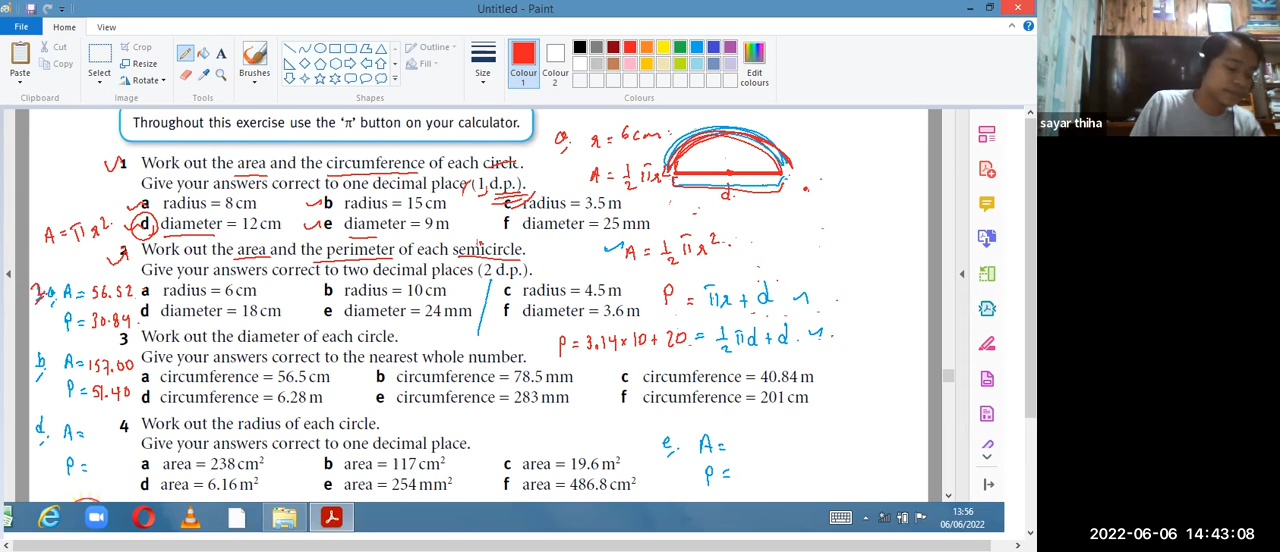 Untitled - Paint
File Home View
Paste
Cut
Copy
Clipboard
Select
Crop
Resize
Rotate
Image
Tools
Brushes
Shapes
Outline
Fill
Size
Colour 1
Colour 2
Edit colours
Colours
sayar thiha
Throughout this exercise use the 'π' button on your calculator.
1 Work out the area and the circumference of each circle.
Give your answers correct to one decimal place (1 d.p.).
a radius = 8 cm b radius = 15 cm c radius = 3.5 m
d diameter = 12 cm e diameter = 9 m f diameter = 25 mm
A = πr²
2 Work out the area and the perimeter of each semicircle.
Give your answers correct to two decimal places (2 d.p.).
a radius = 6 cm b radius = 10 cm c radius = 4.5 m
d diameter = 18 cm e diameter = 24 mm f diameter = 3.6 m
3 Work out the diameter of each circle.
Give your answers correct to the nearest whole number.
a circumference = 56.5 cm b circumference = 78.5 mm c circumference = 40.84 m
d circumference = 6.28 m e circumference = 283 mm f circumference = 201 cm
4 Work out the radius of each circle.
Give your answers correct to one decimal place.
a area = 238 cm² b area = 117 cm² c area = 19.6 m²
d area = 6.16 m² e area = 254 mm² f area = 486.8 cm²
a. r = 6 cm
A = ½ πr²
d
A = ½ πr².
P = πr + d
P = 3.14 × 10 + 20 = ½ πd + d
A = 56.52
P = 30.84
b. A = 157.00
P = 51.40
d. A =
P =
e. A =
P =
13:56
06/06/2022
2022-06-06 14:43:08